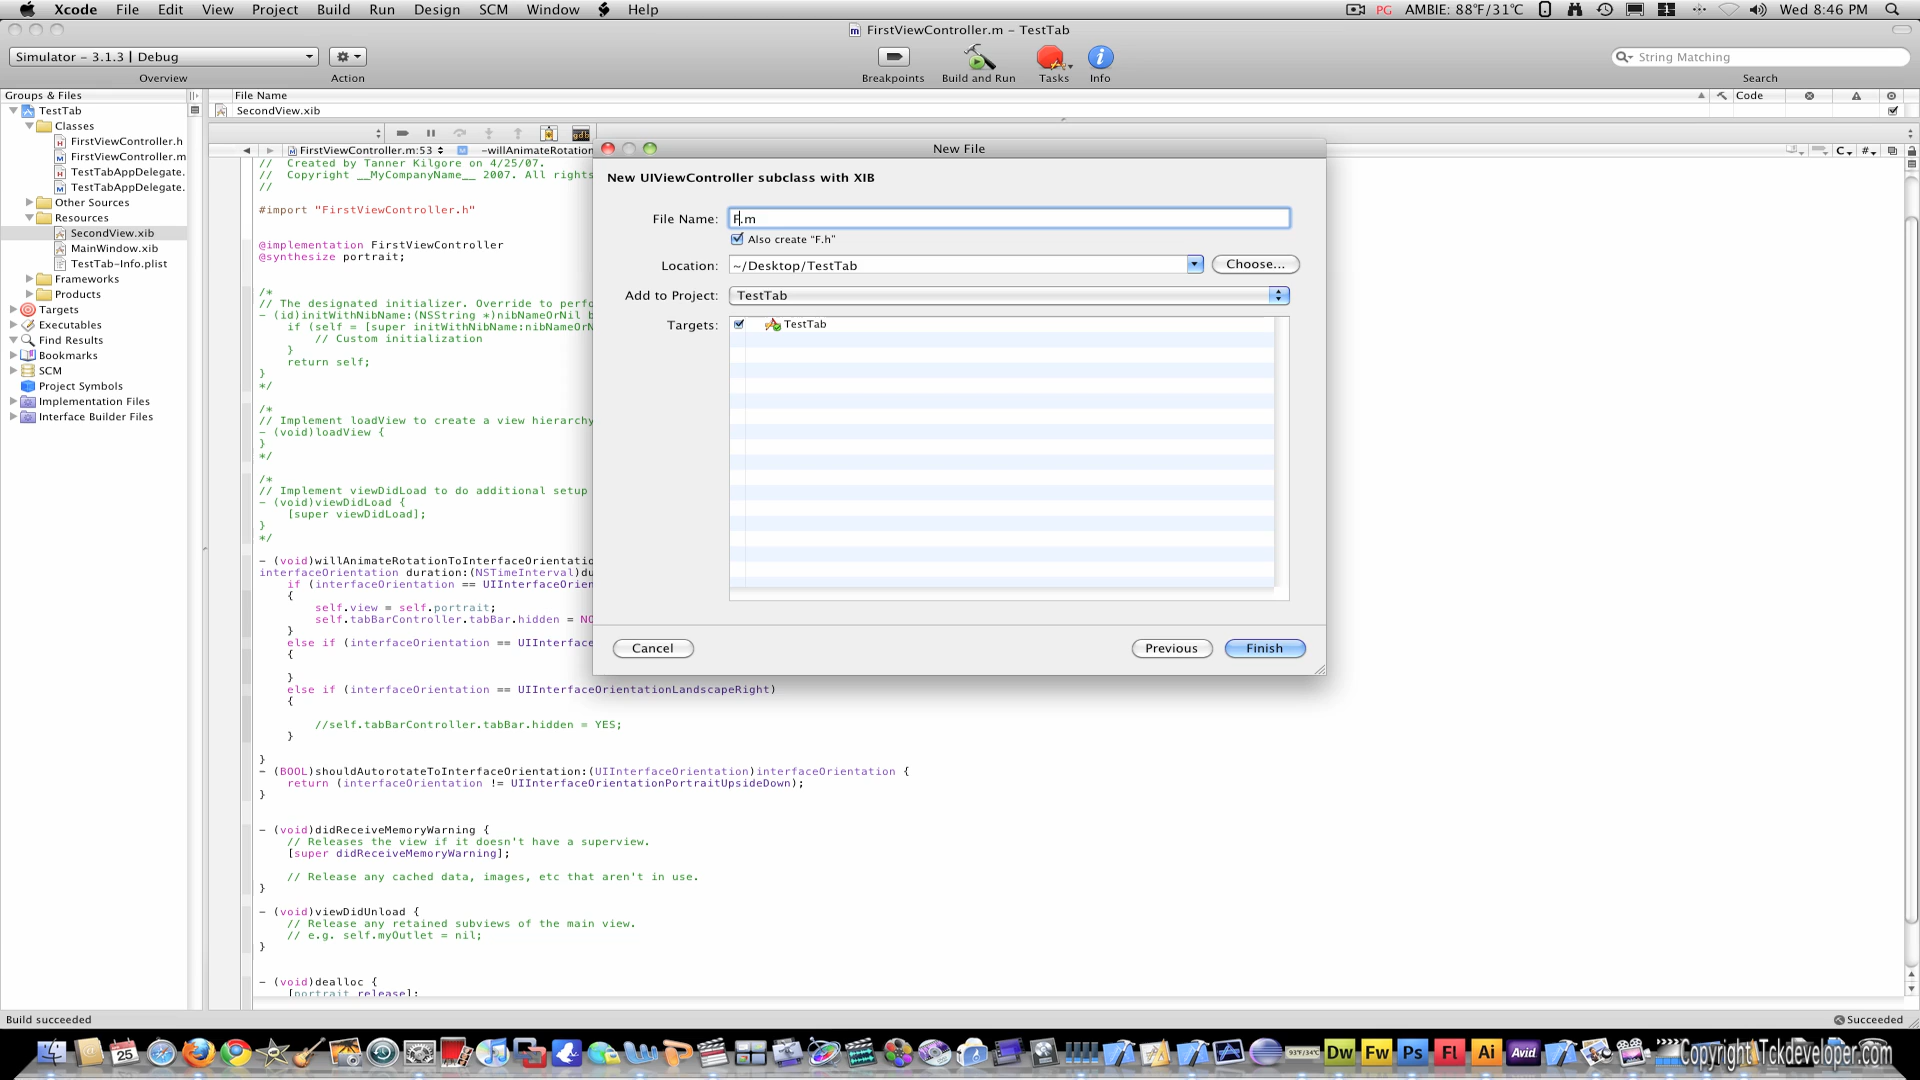 Xcode File Edit View Project Build Run Design SCM Window Help
PG AMBIE: 88°F/31°C Wed 8:46 PM
FirstViewController.m – TestTab
Simulator – 3.1.3 | Debug
String Matching
Overview Action Breakpoints Build and Run Tasks Info Search
Groups & Files
File Name
Code
TestTab
SecondView.xib
Classes
FirstViewController.h
FirstViewController.m
TestTabAppDelegate.
TestTabAppDelegate.
Other Sources
Resources
SecondView.xib
MainWindow.xib
TestTab-Info.plist
Frameworks
Products
Targets
Executables
Find Results
Bookmarks
SCM
Project Symbols
Implementation Files
Interface Builder Files
gdb
FirstViewController.m:53 -willAnimateRotation
C #
// Created by Tanner Kilgore on 4/25/07.
// Copyright __MyCompanyName__ 2007. All rights
//
#import "FirstViewController.h"
@implementation FirstViewController
@synthesize portrait;
/*
// The designated initializer. Override to perfo
- (id)initWithNibName:(NSString *)nibNameOrNil b
if (self = [super initWithNibName:nibNameOrN
// Custom initialization
}
return self;
}
*/
/*
// Implement loadView to create a view hierarchy
- (void)loadView {
}
*/
/*
// Implement viewDidLoad to do additional setup
- (void)viewDidLoad {
[super viewDidLoad];
}
*/
- (void)willAnimateRotationToInterfaceOrientatio
interfaceOrientation duration:(NSTimeInterval)du
if (interfaceOrientation == UIInterfaceOrien
{
self.view = self.portrait;
self.tabBarController.tabBar.hidden = NO
}
else if (interfaceOrientation == UIInterface
{
}
else if (interfaceOrientation == UIInterfaceOrientationLandscapeRight)
{
//self.tabBarController.tabBar.hidden = YES;
}
}
- (BOOL)shouldAutorotateToInterfaceOrientation:(UIInterfaceOrientation)interfaceOrientation {
return (interfaceOrientation != UIInterfaceOrientationPortraitUpsideDown);
}
- (void)didReceiveMemoryWarning {
// Releases the view if it doesn't have a superview.
[super didReceiveMemoryWarning];
// Release any cached data, images, etc that aren't in use.
}
- (void)viewDidUnload {
// Release any retained subviews of the main view.
// e.g. self.myOutlet = nil;
}
- (void)dealloc {
[portrait release];
New File
New UIViewController subclass with XIB
File Name: F.m
Also create "F.h"
Location: ~/Desktop/TestTab
Choose...
Add to Project: TestTab
Targets: TestTab
Cancel Previous Finish
Build succeeded
Succeeded
25
93°F/34°C
Dw Fw Ps Fl Ai Avid
Copyright Tckdeveloper.com